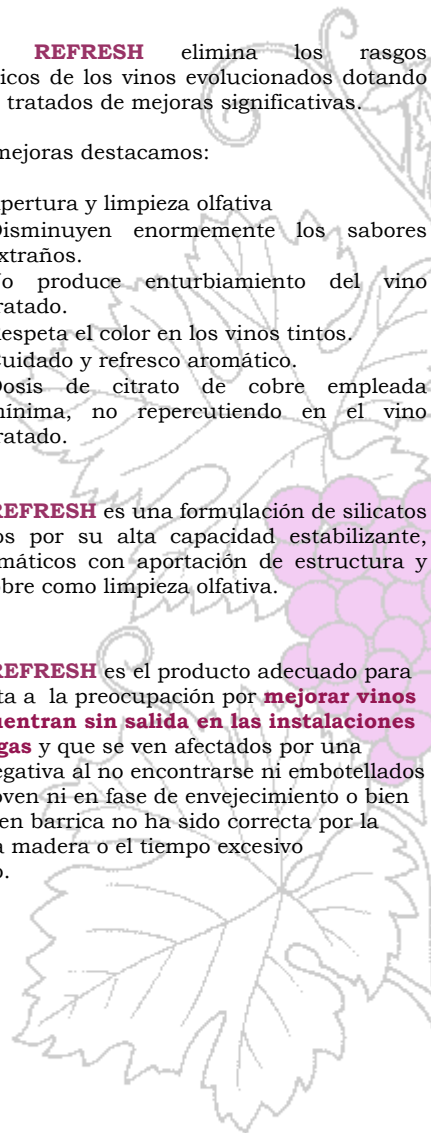 REFRESH elimina los rasgos
icos de los vinos evolucionados dotando
tratados de mejoras significativas.
mejoras destacamos:
pertura y limpieza olfativa
Disminuyen enormemente los sabores
xtraños.
No produce enturbiamiento del vino
ratado.
Respeta el color en los vinos tintos.
Cuidado y refresco aromático.
Dosis de citrato de cobre empleada
mínima, no repercutiendo en el vino
ratado.
REFRESH es una formulación de silicatos
os por su alta capacidad estabilizante,
máticos con aportación de estructura y
obre como limpieza olfativa.
REFRESH es el producto adecuado para
ta a la preocupación por mejorar vinos
uentran sin salida en las instalaciones
gas y que se ven afectados por una
egativa al no encontrarse ni embotellados
oven ni en fase de envejecimiento o bien
en barrica no ha sido correcta por la
a madera o el tiempo excesivo
o.